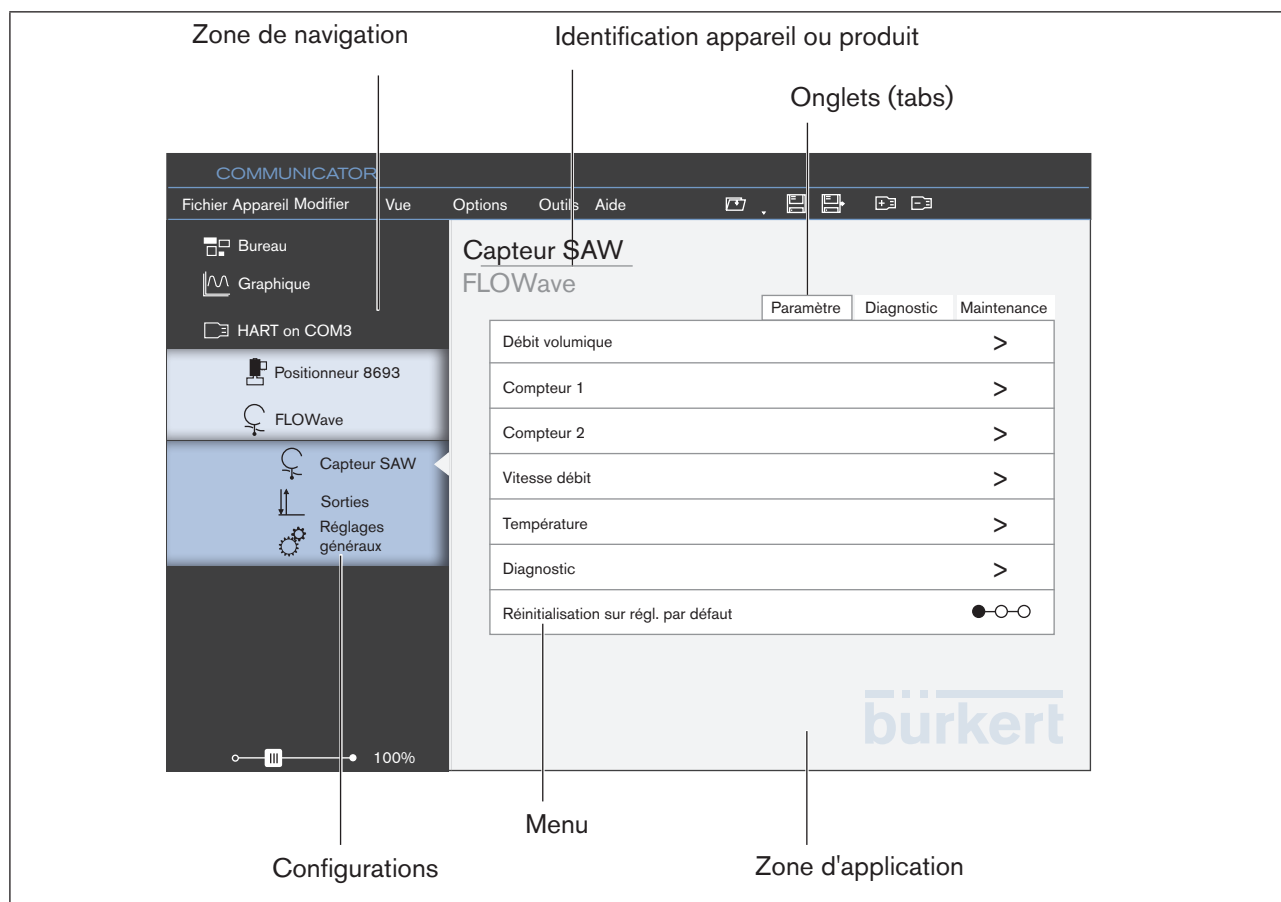 Zone de navigation
Identification appareil ou produit
Onglets (tabs)
COMMUNICATOR
Fichier Appareil Modifier Vue Options Outils Aide
Bureau
Graphique
HART on COM3
Positionneur 8693
FLOWave
Capteur SAW
Sorties
Réglages
généraux
100%
Capteur SAW
FLOWave
Paramètre Diagnostic Maintenance
Débit volumique >
Compteur 1 >
Compteur 2 >
Vitesse débit >
Température >
Diagnostic >
Réinitialisation sur régl. par défaut
bürkert
Menu
Configurations
Zone d'application